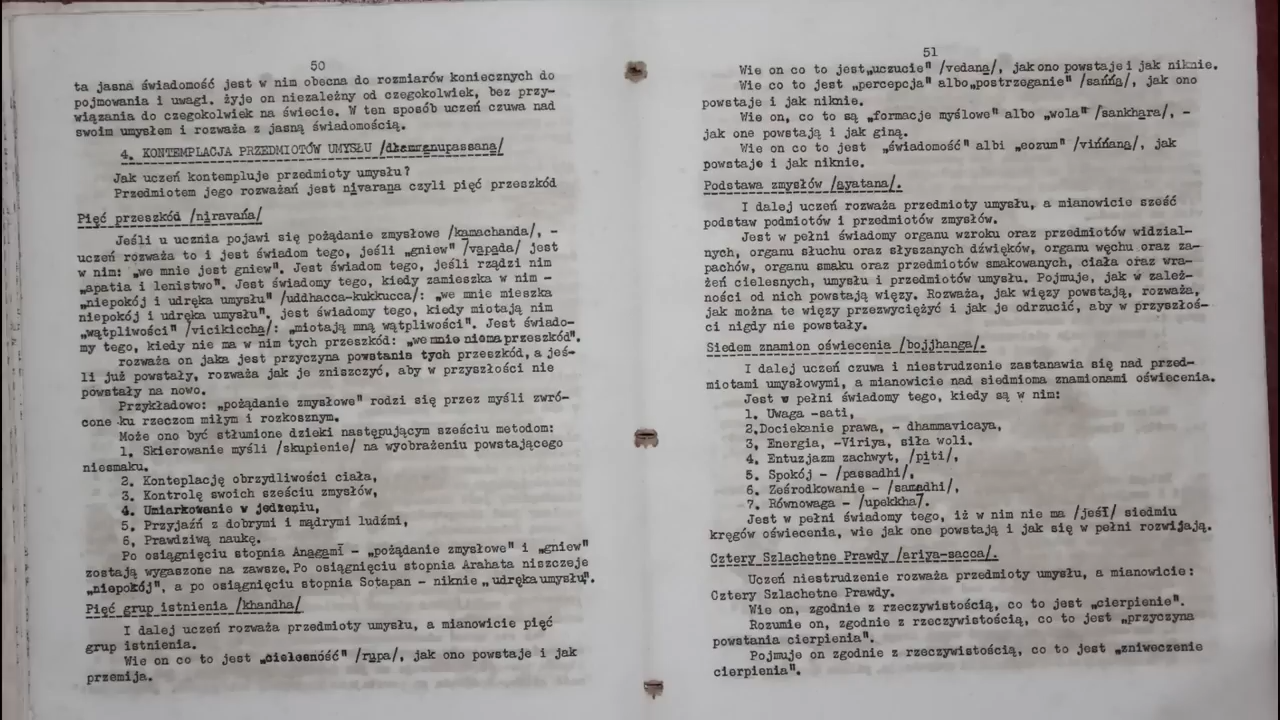 50
ta jasna świadomość jest w nim obecna do rozmiarów koniecznych do
pojmowania i uwagi. żyje on niezależny od czegokolwiek, bez przy-
wiązania do czegokolwiek na świecie. W ten sposób uczeń czuwa nad
swoim umysłem i rozważa z jasną świadomością.
4. KONTEMPLACJA PRZEDMIOTÓW UMYSŁU /dhamranupassana/
Jak uczeń kontempluje przedmioty umysłu?
Przedmiotem jego rozważań jest nivarana czyli pięć przeszkód
Pięć przeszkód /niravańa/
Jeśli u ucznia pojawi się pożądanie zmysłowe /kamachanda/, -
uczeń rozważa to i jest świadom tego, jeśli „gniew" /vapada/ jest
w nim: „we mnie jest gniew". Jest świadom tego, jeśli rządzi nim
„apatia i lenistwo". Jest świadomy tego, kiedy zamieszka w nim -
„niepokój i udręka umysłu" /uddhacca-kukkucca/: „we mnie mieszka
niepokój i udręka umysłu". jest świadomy tego, kiedy miotają nim
„wątpliwości" /vicikiccha/: „miotają mną wątpliwości". Jest świado-
my tego, kiedy nie ma w nim tych przeszkód: „we mnie niema przeszkód".
rozważa on jaka jest przyczyna powstania tych przeszkód, a jeś-
li już powstały, rozważa jak je zniszczyć, aby w przyszłości nie
powstały na nowo.
Przykładowo: „pożądanie zmysłowe" rodzi się przez myśli zwró-
cone ku rzeczom miłym i rozkosznym.
Może ono być stłumione dzieki następującym sześciu metodom:
1. Skierowanie myśli /skupienie/ na wyobrażeniu powstającego
niesmaku.
2. Konteplację obrzydliwości ciała,
3. Kontrolę swoich sześciu zmysłów,
4. Umiarkowanie w jedzeniu,
5. Przyjaźń z dobrymi i mądrymi ludźmi,
6, Prawdziwą naukę.
Po osiągnięciu stopnia Anagamī - „pożądanie zmysłowe" i „gniew"
zostają wygaszone na zawsze. Po osiągnięciu stopnia Arahata niszczeje
„niepokój", a po osiągnięciu stopnia Sotapan - niknie „udręka umysłu".
Pięć grup istnienia /khandha/
I dalej uczeń rozważa przedmioty umysłu, a mianowicie pięć
grup istnienia.
Wie on co to jest „cielesność" /rupa/, jak ono powstaje i jak
przemija.
51
Wie on co to jest „uczucie" /vedana/, jak ono powstaje i jak niknie.
Wie co to jest „percepcja" albo „postrzeganie" /sańńa/, jak ono
powstaje i jak niknie.
Wie on, co to są „formacje myślowe" albo „wola" /sankhara/, -
jak one powstają i jak giną.
Wie on co to jest „świadomość" albi „eozum" /vińńana/, jak
powstaje i jak niknie.
Podstawa zmysłów /ayatana/.
I dalej uczeń rozważa przedmioty umysłu, a mianowicie sześć
podstaw podmiotów i przedmiotów zmysłów.
Jest w pełni świadomy organu wzroku oraz przedmiotów widzial-
nych, organu słuchu oraz słyszanych dźwięków, organu węchu oraz za-
pachów, organu smaku oraz przedmiotów smakowanych, ciała oraz wra-
żeń cielesnych, umysłu i przedmiotów umysłu. Pojmuje, jak w zależ-
ności od nich powstają więzy. Rozważa, jak więzy powstają, rozważa,
jak można te więzy przezwyciężyć i jak je odrzucić, aby w przyszłoś-
ci nigdy nie powstały.
Siedem znamion oświecenia /bojjhanga/.
I dalej uczeń czuwa i niestrudzenie zastanawia się nad przed-
miotami umysłowymi, a mianowicie nad siedmioma znamionami oświecenia.
Jest w pełni świadomy tego, kiedy są w nim:
1. Uwaga -sati,
2.Dociekanie prawa, - dhammavicaya,
3, Energia, -Viriya, siła woli.
4. Entuzjazm zachwyt, /piti/,
5. Spokój - /passadhi/,
6. Ześrodkowanie - /samadhi/,
7. Równowaga - /upekkha/.
Jest w pełni świadomy tego, iż w nim nie ma /jeśī/ siedmiu
kręgów oświecenia, wie jak one powstają i jak się w pełni rozwijają.
Cztery Szlachetne Prawdy /ariya-sacca/.
Uczeń niestrudzenie rozważa przedmioty umysłu, a mianowicie:
Cztery Szlachetne Prawdy.
Wie on, zgodnie z rzeczywistością, co to jest „cierpienie".
Rozumie on, zgodnie z rzeczywistością, co to jest „przyczyna
powstania cierpienia".
Pojmuje on zgodnie z rzeczywistością, co to jest „zniweczenie
cierpienia".